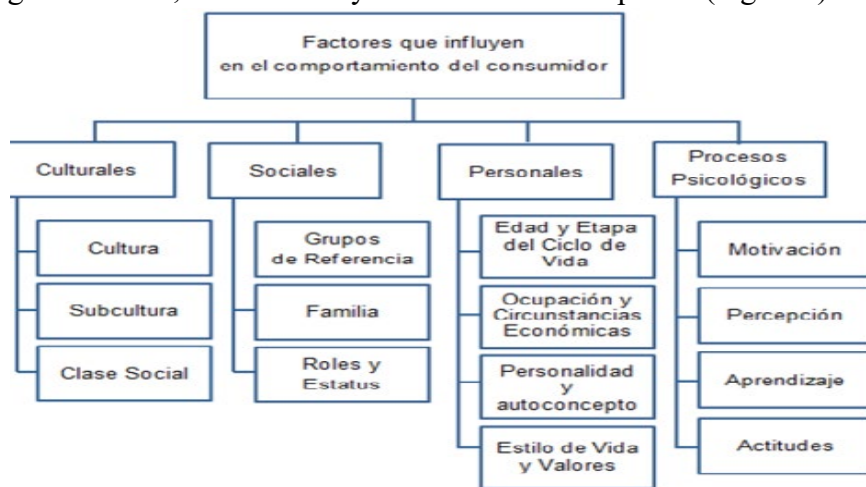 Factores que influyen
en el comportamiento del consumidor
Culturales
Cultura
Subcultura
Clase Social
Sociales
Grupos
de Referencia
Familia
Roles y
Estatus
Personales
Edad y Etapa
del Ciclo de
Vida
Ocupación y
Circunstancias
Económicas
Personalidad
y
autoconcepto
Estilo de Vida
y Valores
Procesos
Psicológicos
Motivación
Percepción
Aprendizaje
Actitudes